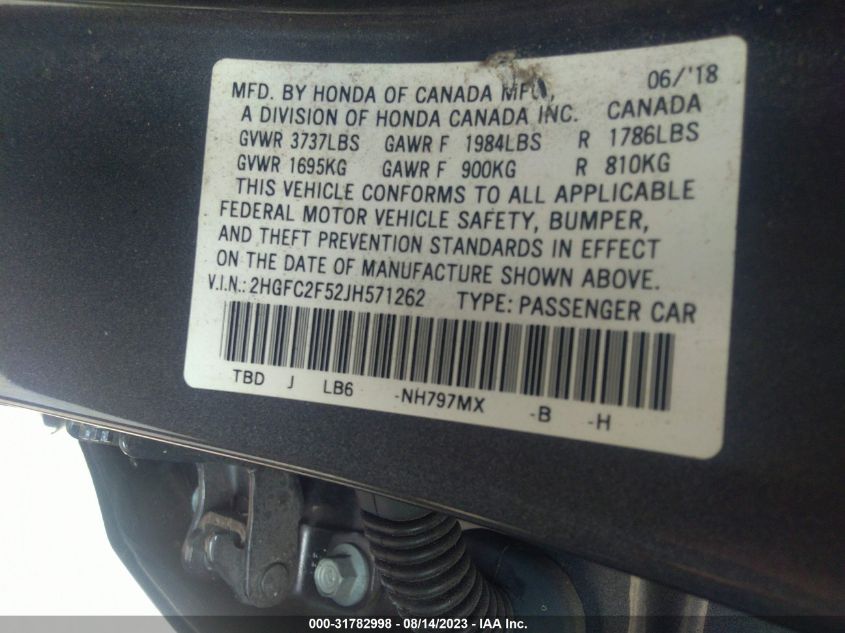 MFD. BY HONDA OF CANADA MFG., 06/'18
A DIVISION OF HONDA CANADA INC. CANADA
GVWR 3737LBS GAWR F 1984LBS R 1786LBS
GVWR 1695KG GAWR F 900KG R 810KG
THIS VEHICLE CONFORMS TO ALL APPLICABLE
FEDERAL MOTOR VEHICLE SAFETY, BUMPER,
AND THEFT PREVENTION STANDARDS IN EFFECT
ON THE DATE OF MANUFACTURE SHOWN ABOVE.
V.I.N.: 2HGFC2F52JH571262 TYPE: PASSENGER CAR
TBD J LB6 -NH797MX -B -H
000-31782998 - 08/14/2023 - IAA Inc.